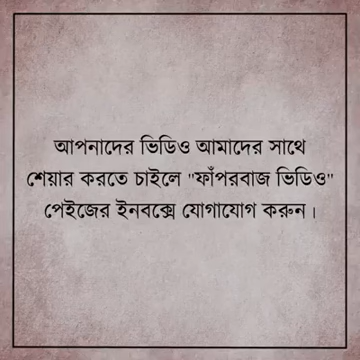 আপনাদের ভিডিও আমাদের সাথে
শেয়ার করতে চাইলে "ফাঁপরবাজ ভিডিও"
পেইজের ইনবক্সে যোগাযোগ করুন।